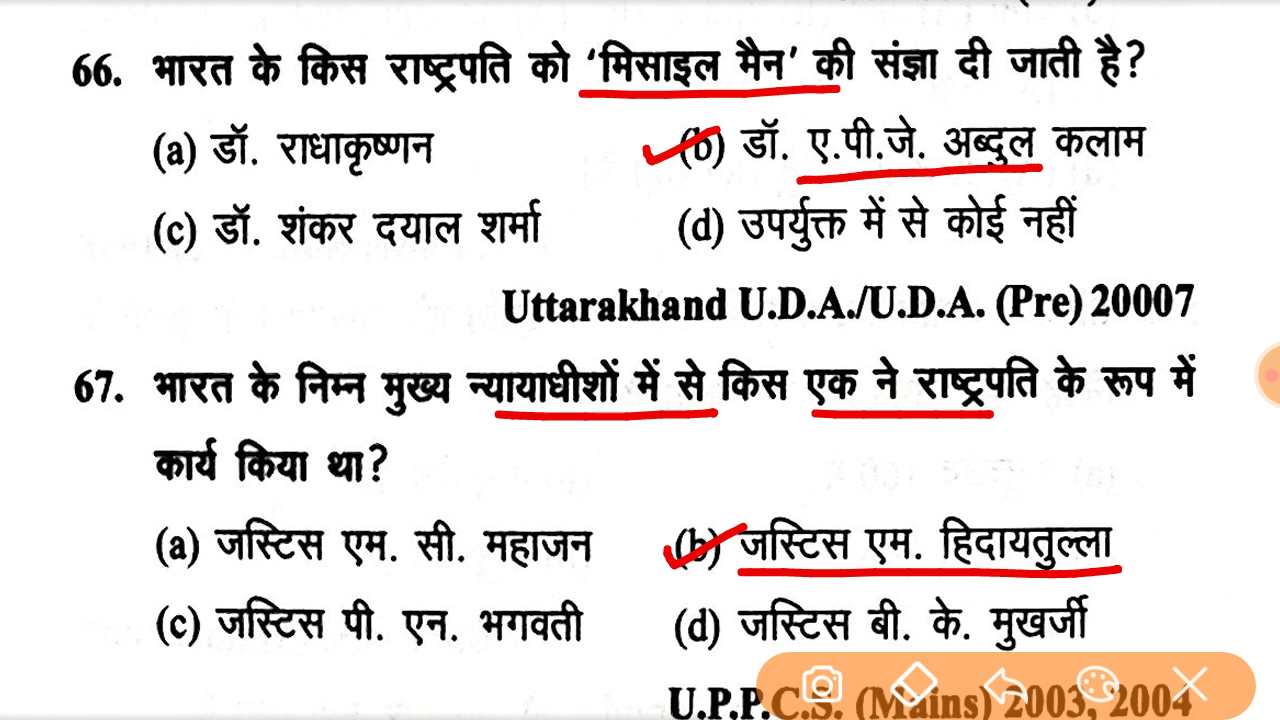 66. भारत के किस राष्ट्रपति को ‘मिसाइल मैन’ की संज्ञा दी जाती है?
(a) डॉ. राधाकृष्णन (b) डॉ. ए.पी.जे. अब्दुल कलाम
(c) डॉ. शंकर दयाल शर्मा (d) उपर्युक्त में से कोई नहीं
Uttarakhand U.D.A./U.D.A. (Pre) 20007
67. भारत के निम्न मुख्य न्यायाधीशों में से किस एक ने राष्ट्रपति के रूप में
कार्य किया था?
(a) जस्टिस एम. सी. महाजन (b) जस्टिस एम. हिदायतुल्ला
(c) जस्टिस पी. एन. भगवती (d) जस्टिस बी. के. मुखर्जी
U.P.P.C.S. (Mains) 2003, 2004